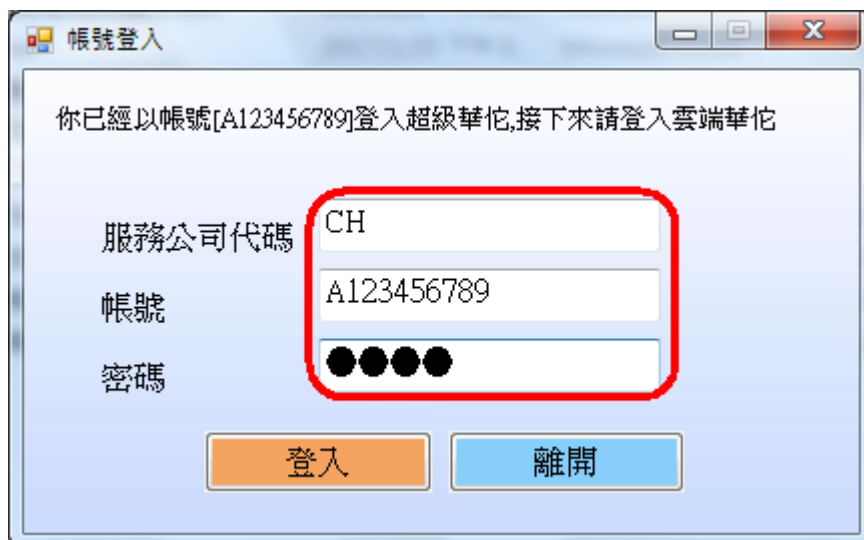 帳號登入
你已經以帳號[A123456789]登入超級華佗,接下來請登入雲端華佗
服務公司代碼 CH
帳號 A123456789
密碼 ●●●●
登入 離開